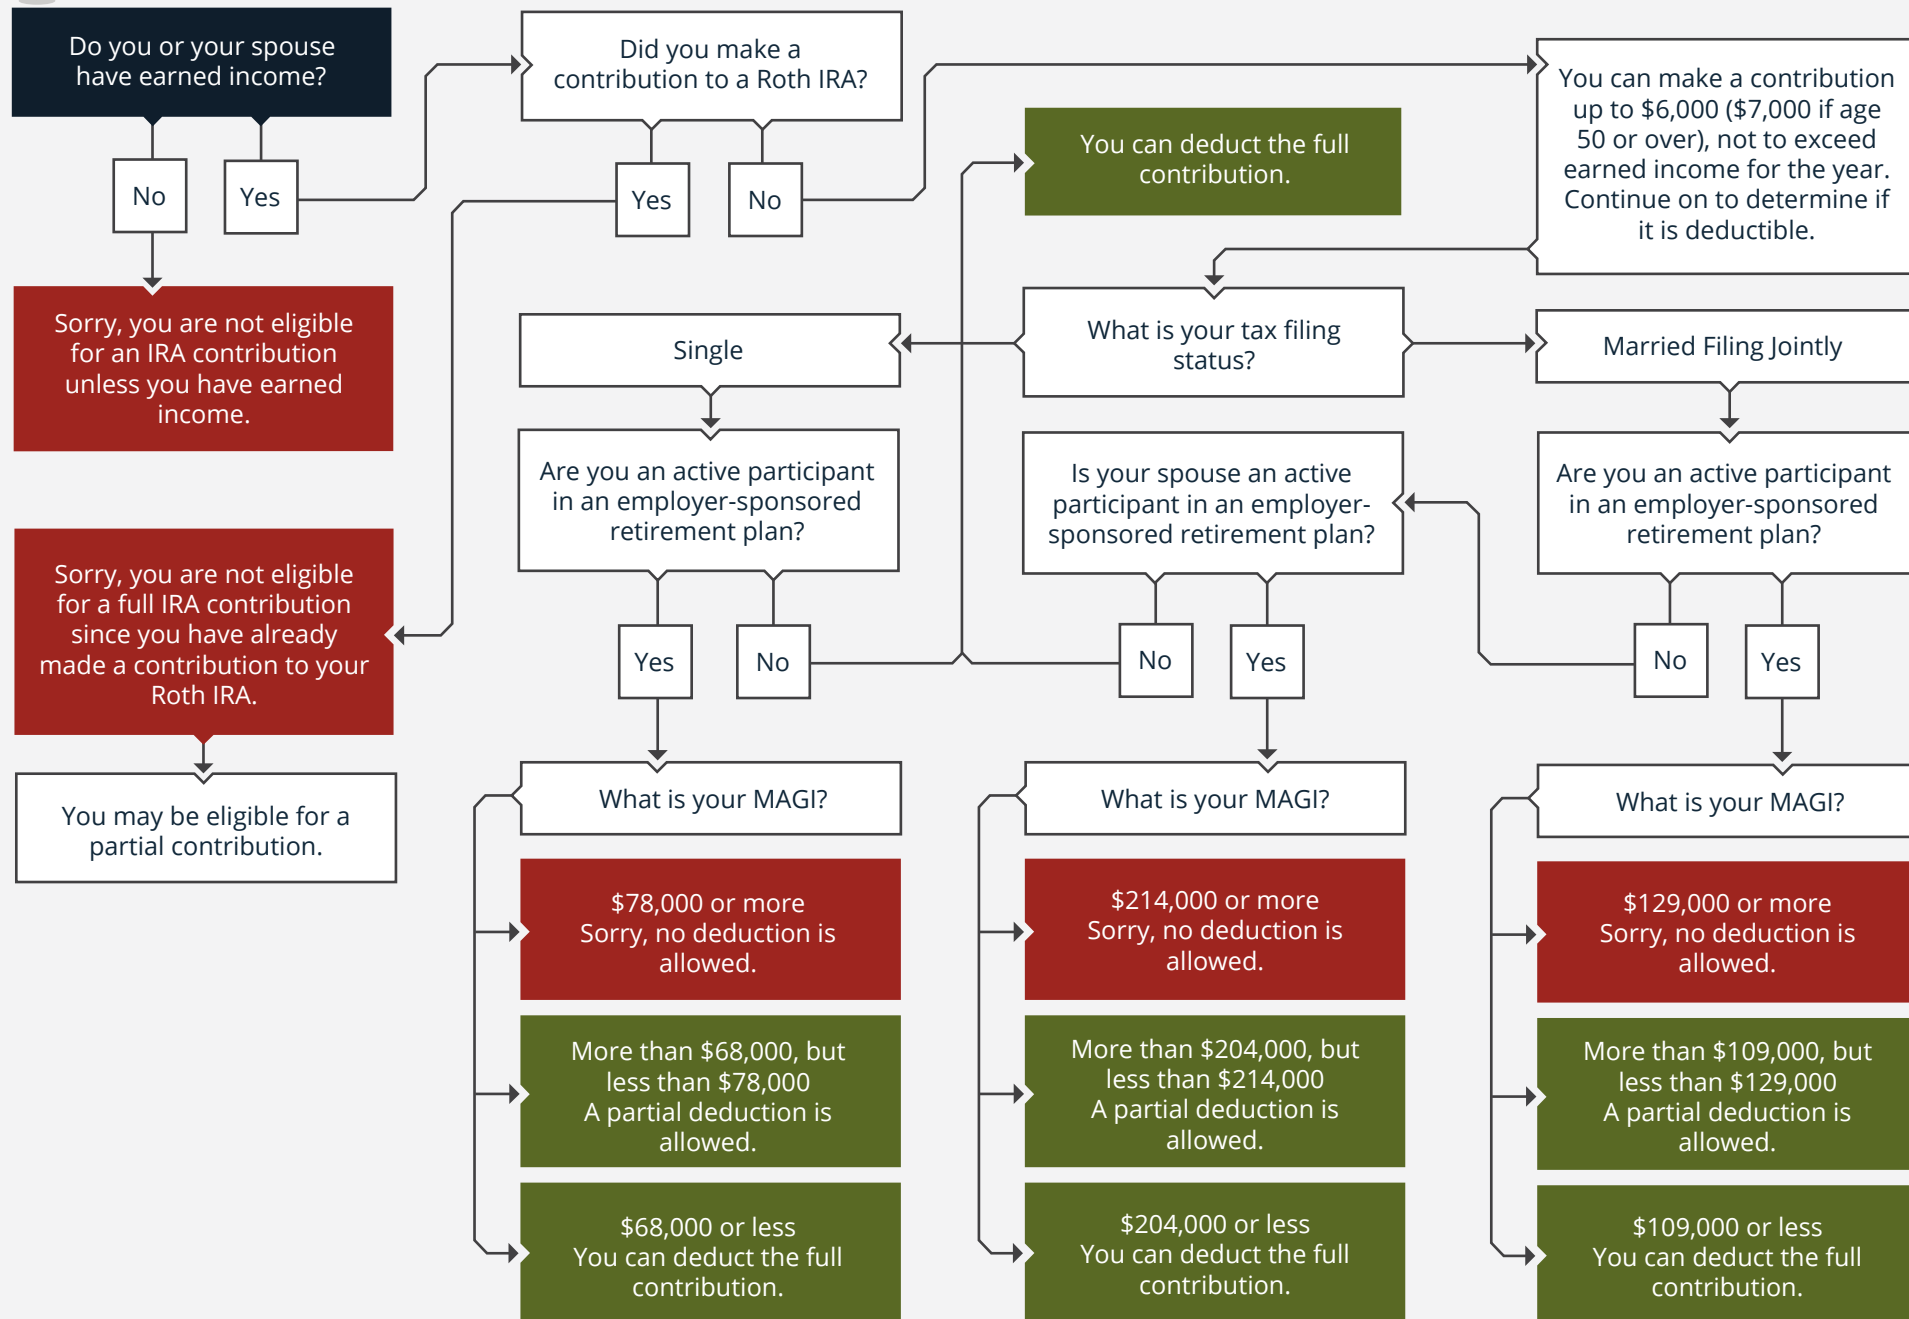 Do you or your spouse
have earned income?
No
Yes
Sorry, you are not eligible
for an IRA contribution
unless you have earned
income.
Did you make a
contribution to a Roth IRA?
Yes
No
Sorry, you are not eligible
for a full IRA contribution
since you have already
made a contribution to your
Roth IRA.
You may be eligible for a
partial contribution.
You can make a contribution
up to $6,000 ($7,000 if age
50 or over), not to exceed
earned income for the year.
Continue on to determine if
it is deductible.
You can deduct the full
contribution.
What is your tax filing
status?
Single
Married Filing Jointly
Are you an active participant
in an employer-sponsored
retirement plan?
Yes
No
Is your spouse an active
participant in an employer-
sponsored retirement plan?
No
Yes
Are you an active participant
in an employer-sponsored
retirement plan?
No
Yes
What is your MAGI?
$78,000 or more
Sorry, no deduction is
allowed.
More than $68,000, but
less than $78,000
A partial deduction is
allowed.
$68,000 or less
You can deduct the full
contribution.
What is your MAGI?
$214,000 or more
Sorry, no deduction is
allowed.
More than $204,000, but
less than $214,000
A partial deduction is
allowed.
$204,000 or less
You can deduct the full
contribution.
What is your MAGI?
$129,000 or more
Sorry, no deduction is
allowed.
More than $109,000, but
less than $129,000
A partial deduction is
allowed.
$109,000 or less
You can deduct the full
contribution.